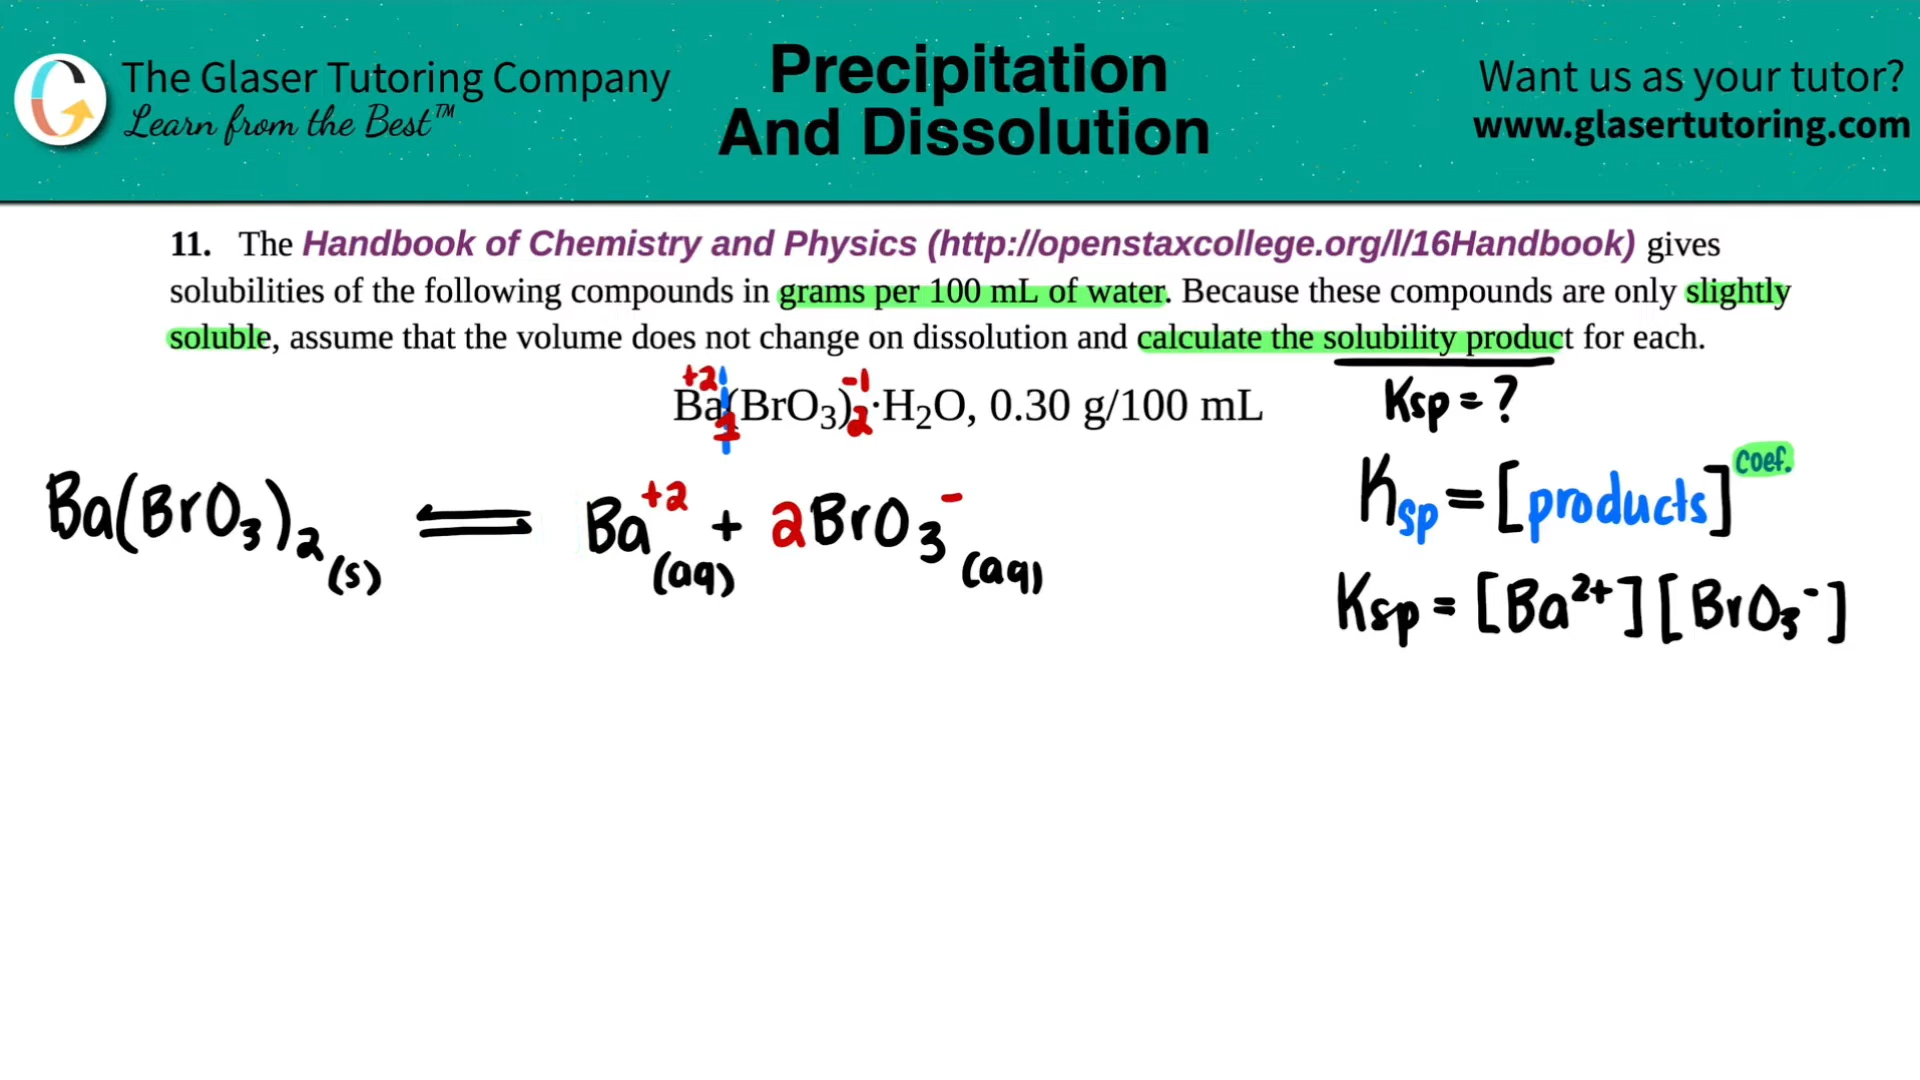 The Glaser Tutoring Company
Learn from the Best™
Precipitation
And Dissolution
Want us as your tutor?
www.glasertutoring.com
11. The Handbook of Chemistry and Physics (http://openstaxcollege.org/l/16Handbook) gives
solubilities of the following compounds in grams per 100 mL of water. Because these compounds are only slightly
soluble, assume that the volume does not change on dissolution and calculate the solubility product for each.
+2 -1
Ba(BrO₃)₂·H₂O, 0.30 g/100 mL
1
Ksp = ?
Ksp = [products]^coef.
Ba(BrO₃)₂(s) ⇌ Ba⁺²(aq) + 2BrO₃⁻(aq)
Ksp = [Ba²⁺][BrO₃⁻]